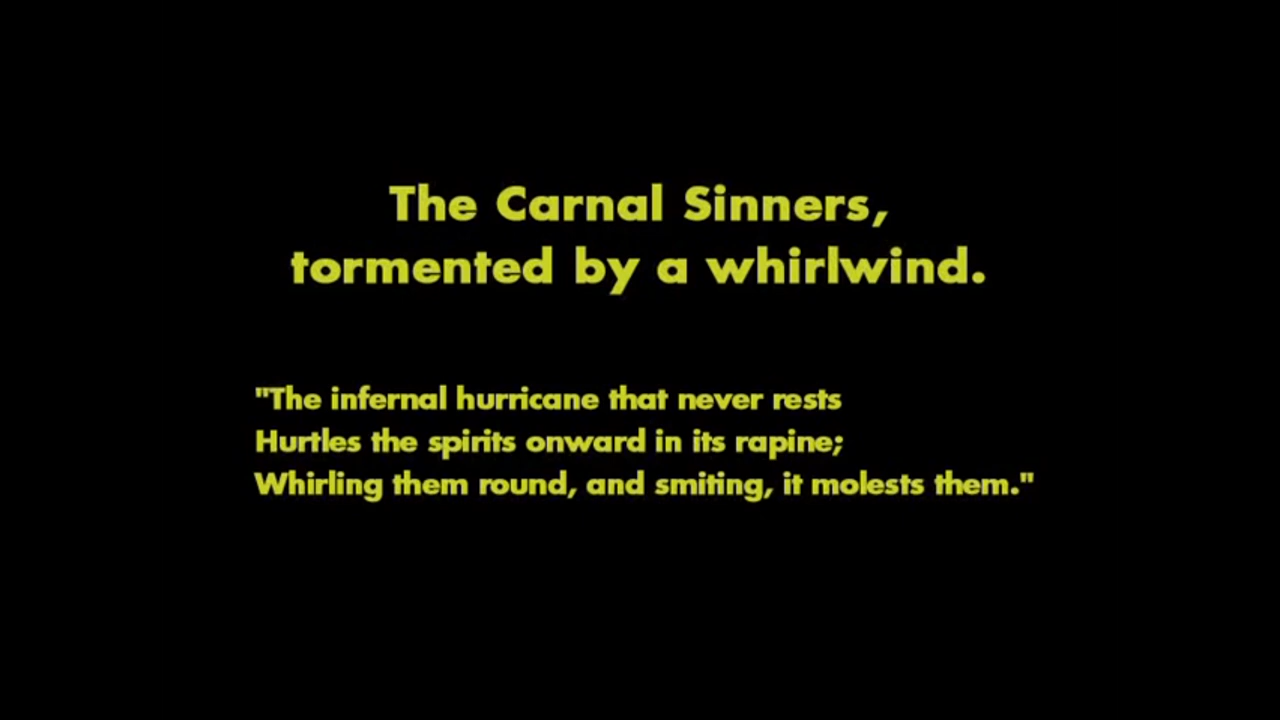 The Carnal Sinners,
tormented by a whirlwind.
"The infernal hurricane that never rests
Hurtles the spirits onward in its rapine;
Whirling them round, and smiting, it molests them."